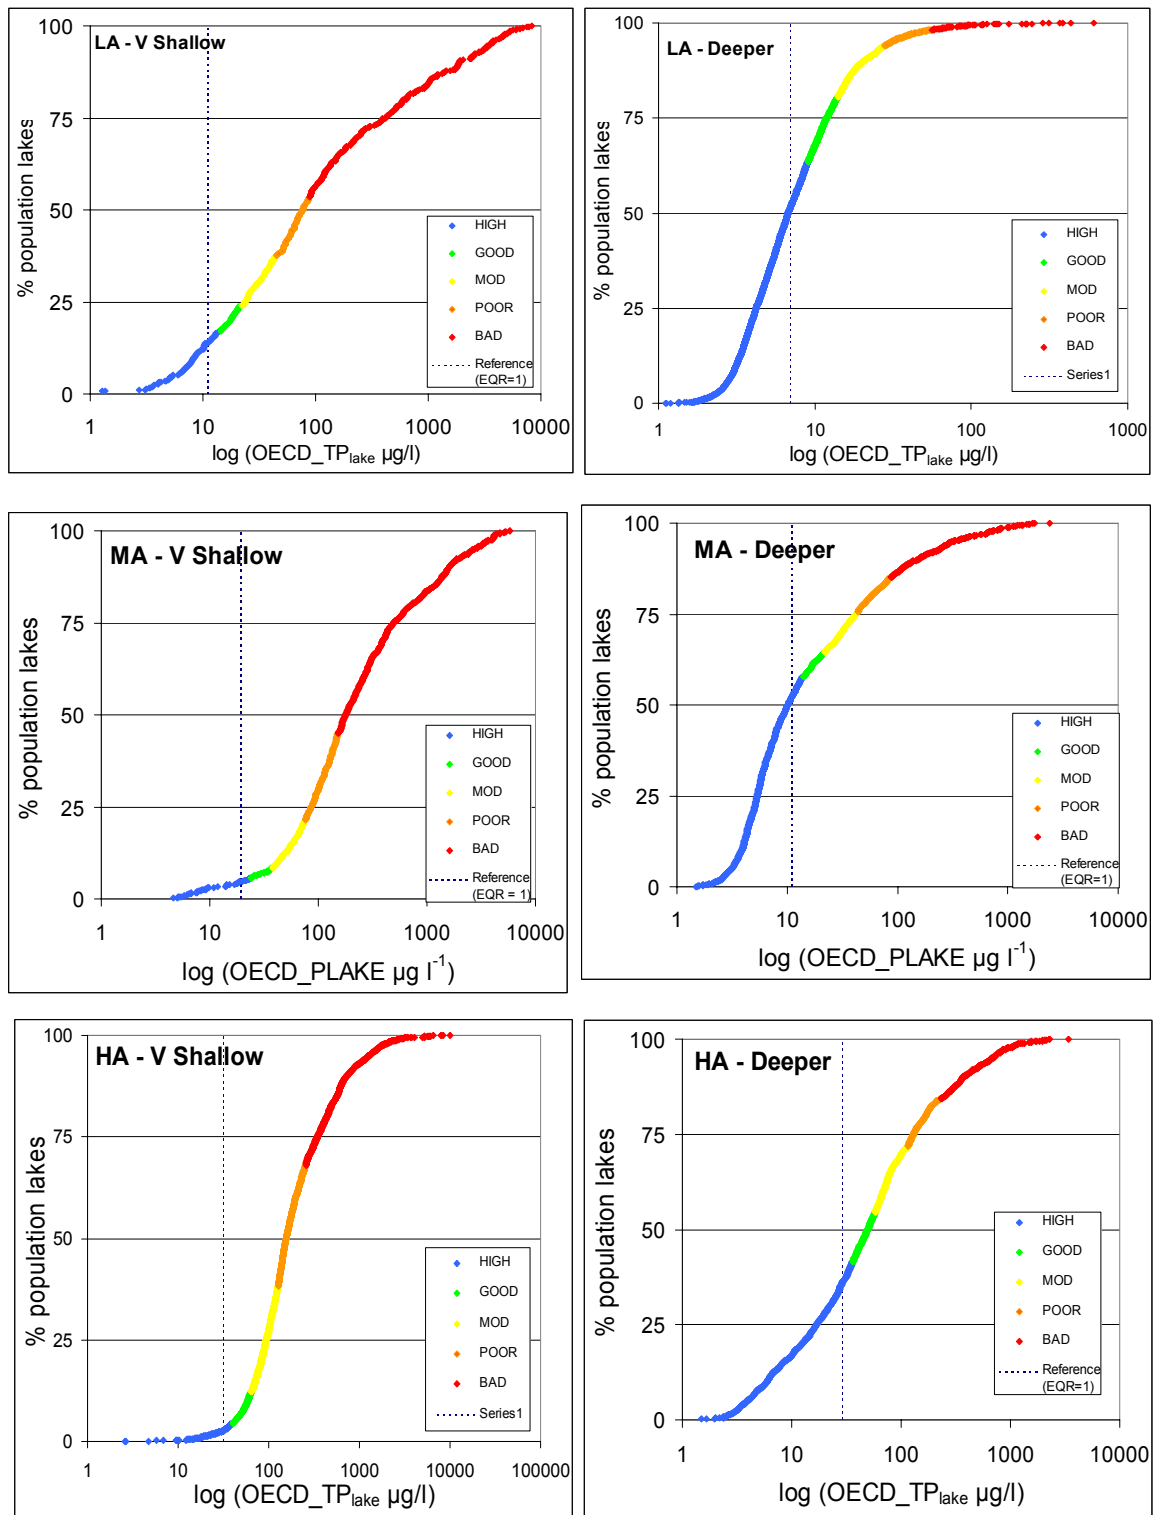 LA - V Shallow
% population lakes
100
75
50
25
0
HIGH
GOOD
MOD
POOR
BAD
Reference
(EQR=1)
1 10 100 1000 10000
log (OECD_TPlake µg/l)
LA - Deeper
% population lakes
100
75
50
25
0
HIGH
GOOD
MOD
POOR
BAD
Series1
1 10 100 1000
log (OECD_TPlake µg/l)
MA - V Shallow
% population lakes
100
75
50
25
0
HIGH
GOOD
MOD
POOR
BAD
Reference
(EQR = 1)
1 10 100 1000 10000
log (OECD_PLAKE µg l-1)
MA - Deeper
% population lakes
100
75
50
25
0
HIGH
GOOD
MOD
POOR
BAD
Reference
(EQR=1)
1 10 100 1000 10000
log (OECD_PLAKE µg l-1)
HA - V Shallow
% population lakes
100
75
50
25
0
HIGH
GOOD
MOD
POOR
BAD
Series1
1 10 100 1000 10000 100000
log (OECD_TPlake µg/l)
HA - Deeper
% population lakes
100
75
50
25
0
HIGH
GOOD
MOD
POOR
BAD
Reference
(EQR=1)
1 10 100 1000 10000
log (OECD_TPlake µg/l)